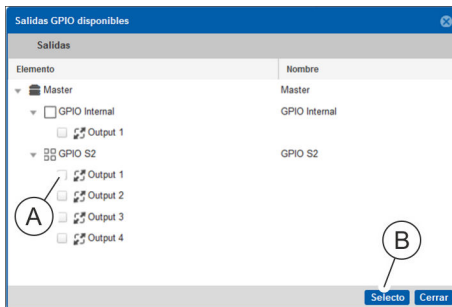 Salidas GPIO disponibles
Salidas
Elemento Nombre
Master Master
GPIO Internal GPIO Internal
Output 1
GPIO S2 GPIO S2
Output 1
A
Output 2
Output 3
Output 4
B
Selecto Cerrar